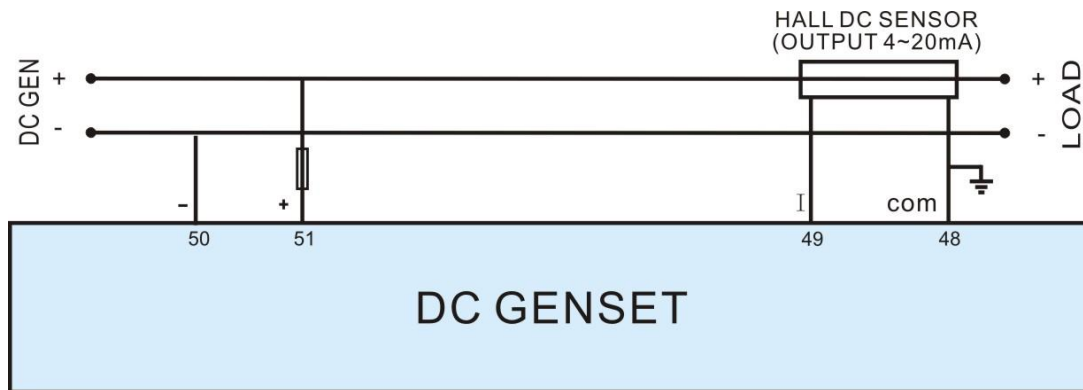 HALL DC SENSOR
(OUTPUT 4~20mA)
DC GEN
+
-
+
-
LOAD
-
+
I
com
50
51
49
48
DC GENSET